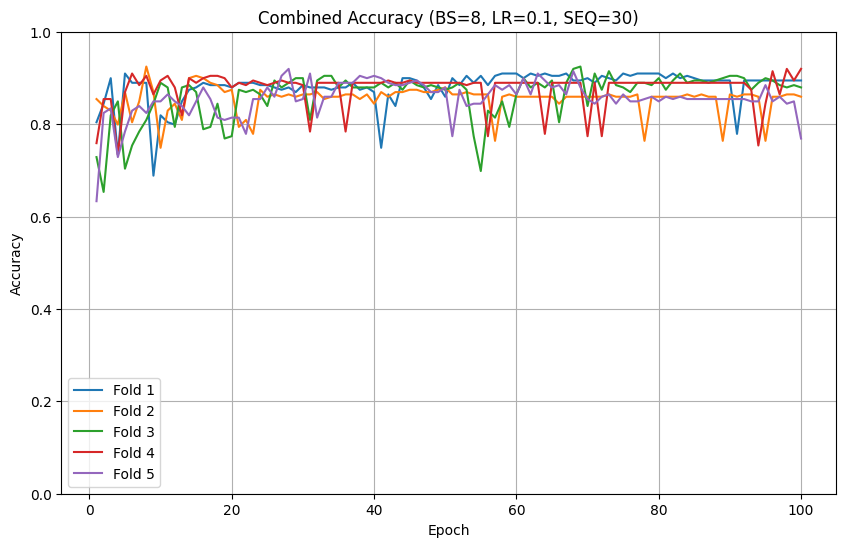 Combined Accuracy (BS=8, LR=0.1, SEQ=30)
1.0
0.8
0.6
0.4
0.2
0.0
Accuracy
Fold 1
Fold 2
Fold 3
Fold 4
Fold 5
0 20 40 60 80 100
Epoch